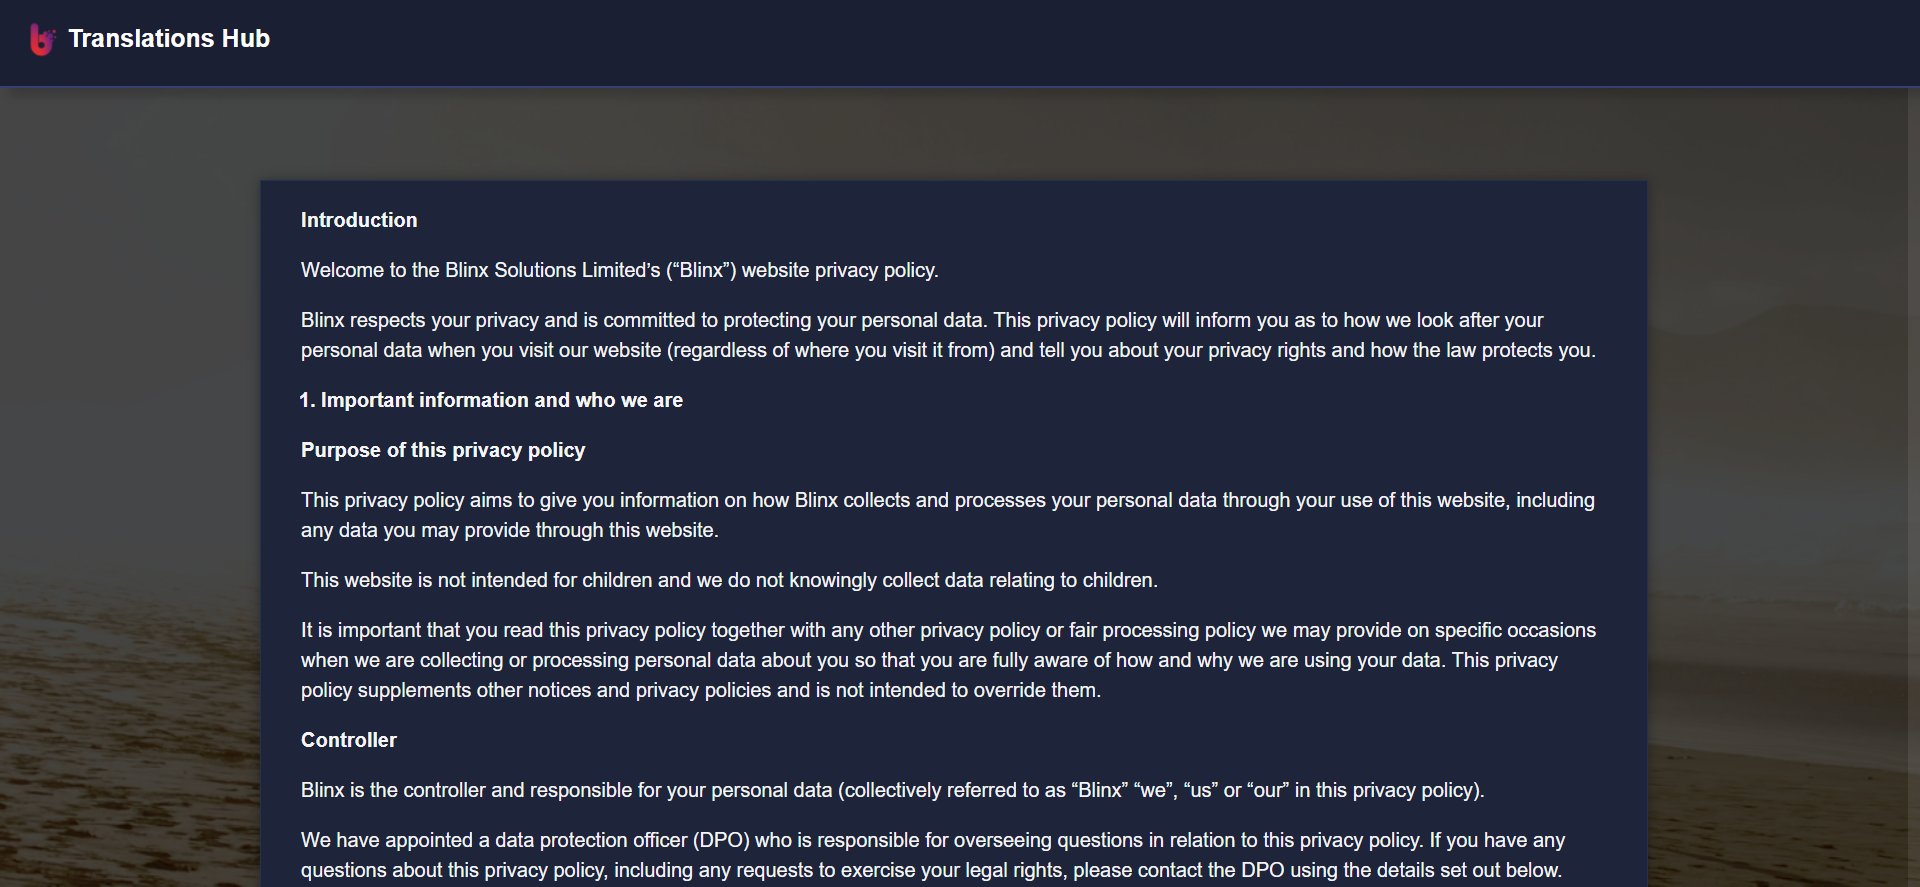 Translations Hub
Introduction
Welcome to the Blinx Solutions Limited’s (“Blinx”) website privacy policy.
Blinx respects your privacy and is committed to protecting your personal data. This privacy policy will inform you as to how we look after your
personal data when you visit our website (regardless of where you visit it from) and tell you about your privacy rights and how the law protects you.
1. Important information and who we are
Purpose of this privacy policy
This privacy policy aims to give you information on how Blinx collects and processes your personal data through your use of this website, including
any data you may provide through this website.
This website is not intended for children and we do not knowingly collect data relating to children.
It is important that you read this privacy policy together with any other privacy policy or fair processing policy we may provide on specific occasions
when we are collecting or processing personal data about you so that you are fully aware of how and why we are using your data. This privacy
policy supplements other notices and privacy policies and is not intended to override them.
Controller
Blinx is the controller and responsible for your personal data (collectively referred to as “Blinx” “we”, “us” or “our” in this privacy policy).
We have appointed a data protection officer (DPO) who is responsible for overseeing questions in relation to this privacy policy. If you have any
questions about this privacy policy, including any requests to exercise your legal rights, please contact the DPO using the details set out below.